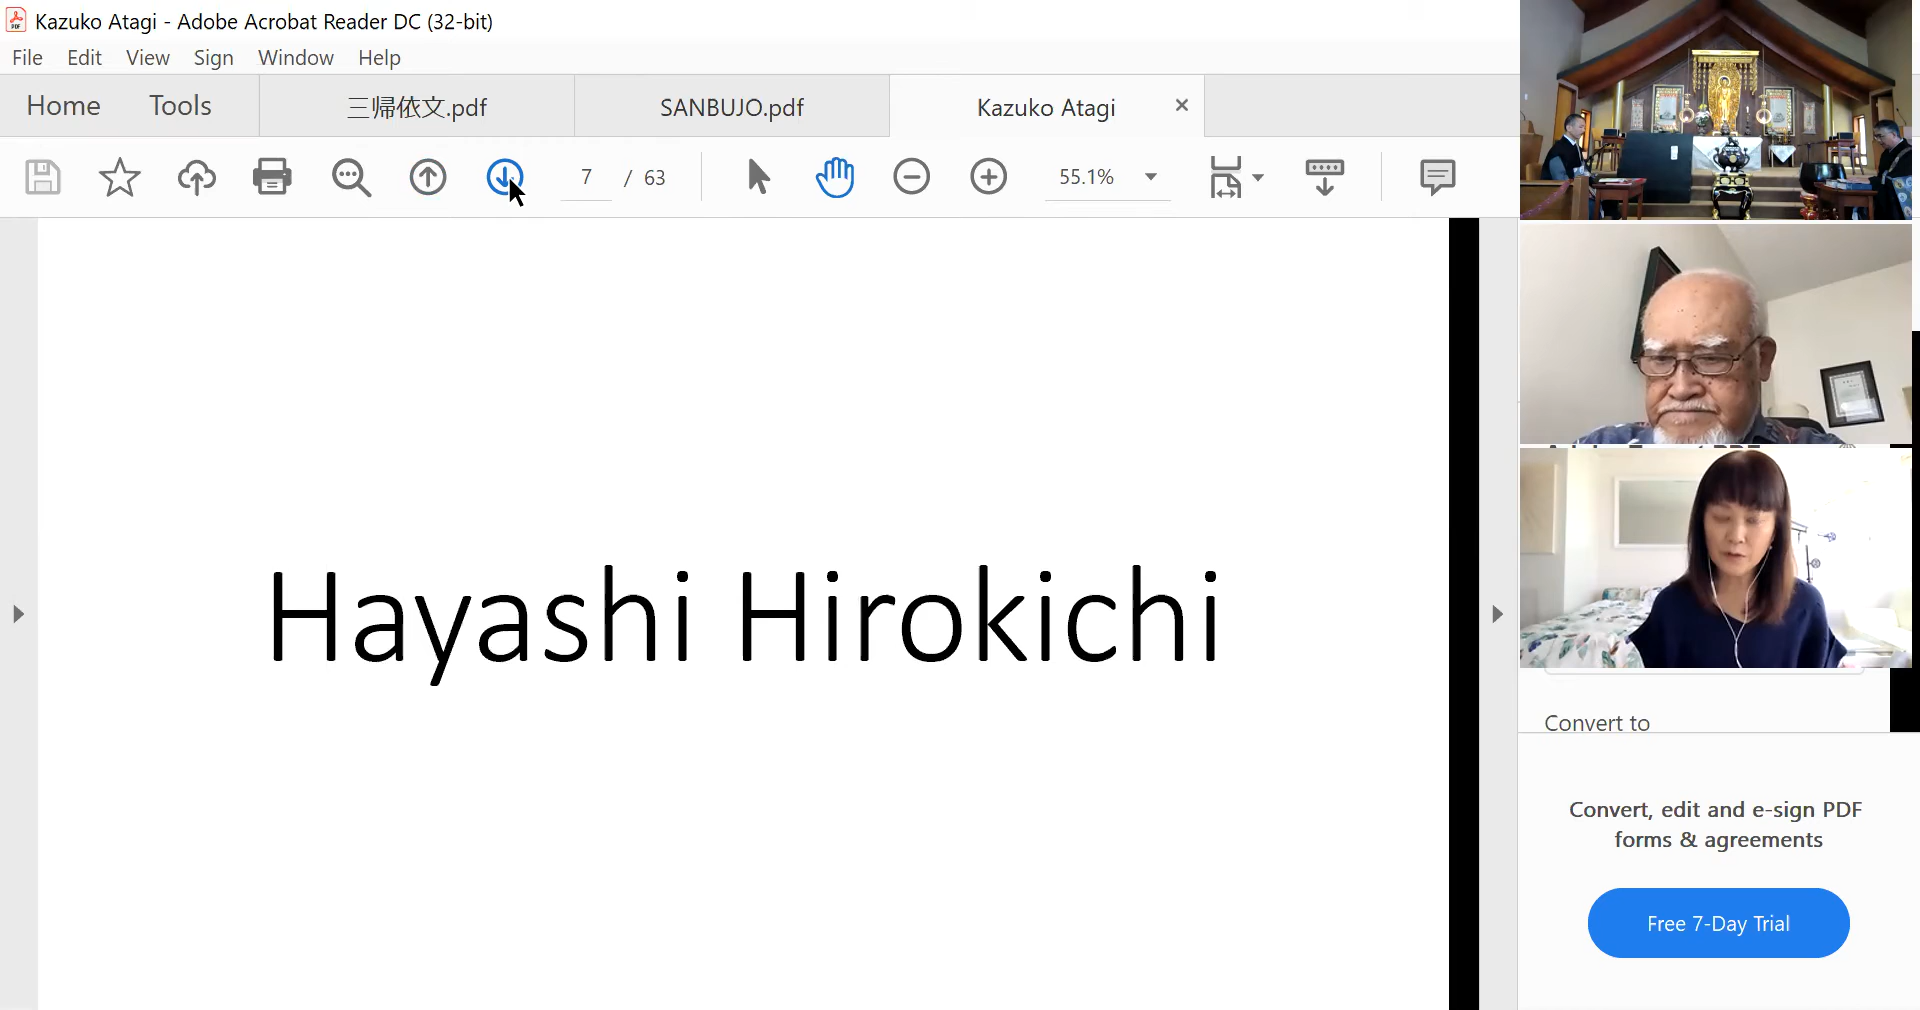 Kazuko Atagi - Adobe Acrobat Reader DC (32-bit)
File Edit View Sign Window Help
Home Tools 三帰依文.pdf SANBUJO.pdf Kazuko Atagi ×
7 / 63 55.1%
Hayashi Hirokichi
Convert to
Convert, edit and e-sign PDF
forms & agreements
Free 7-Day Trial